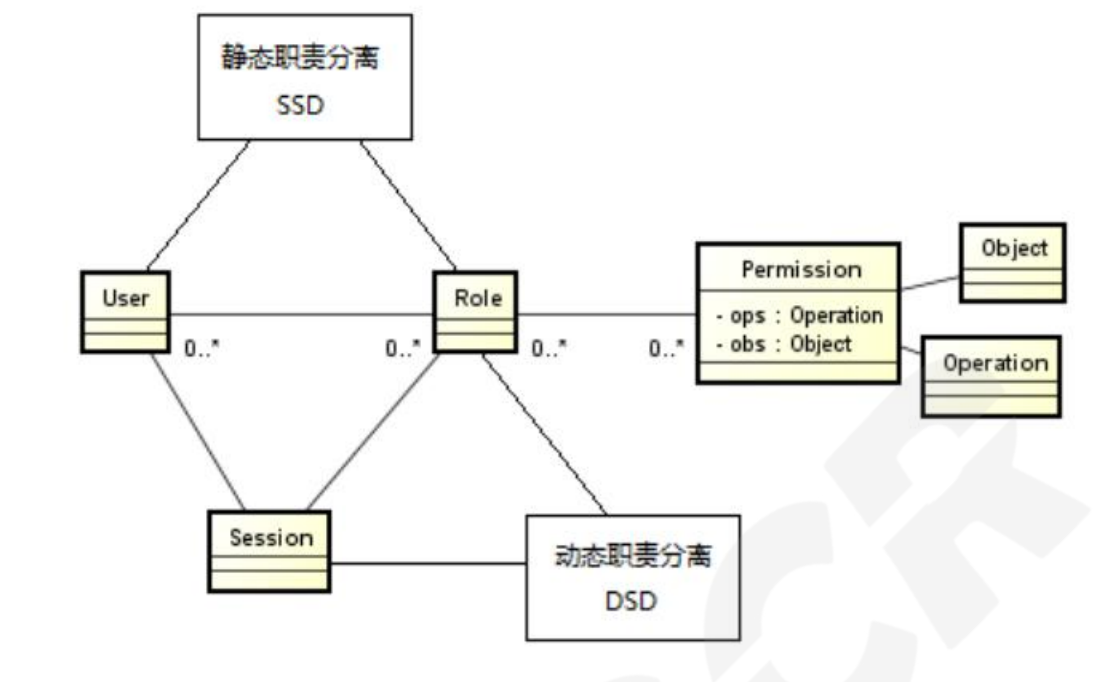 静态职责分离
SSD
User
Role
Permission
- ops : Operation
- obs : Object
Object
Operation
0..*
0..*
0..*
0..*
Session
动态职责分离
DSD
CR